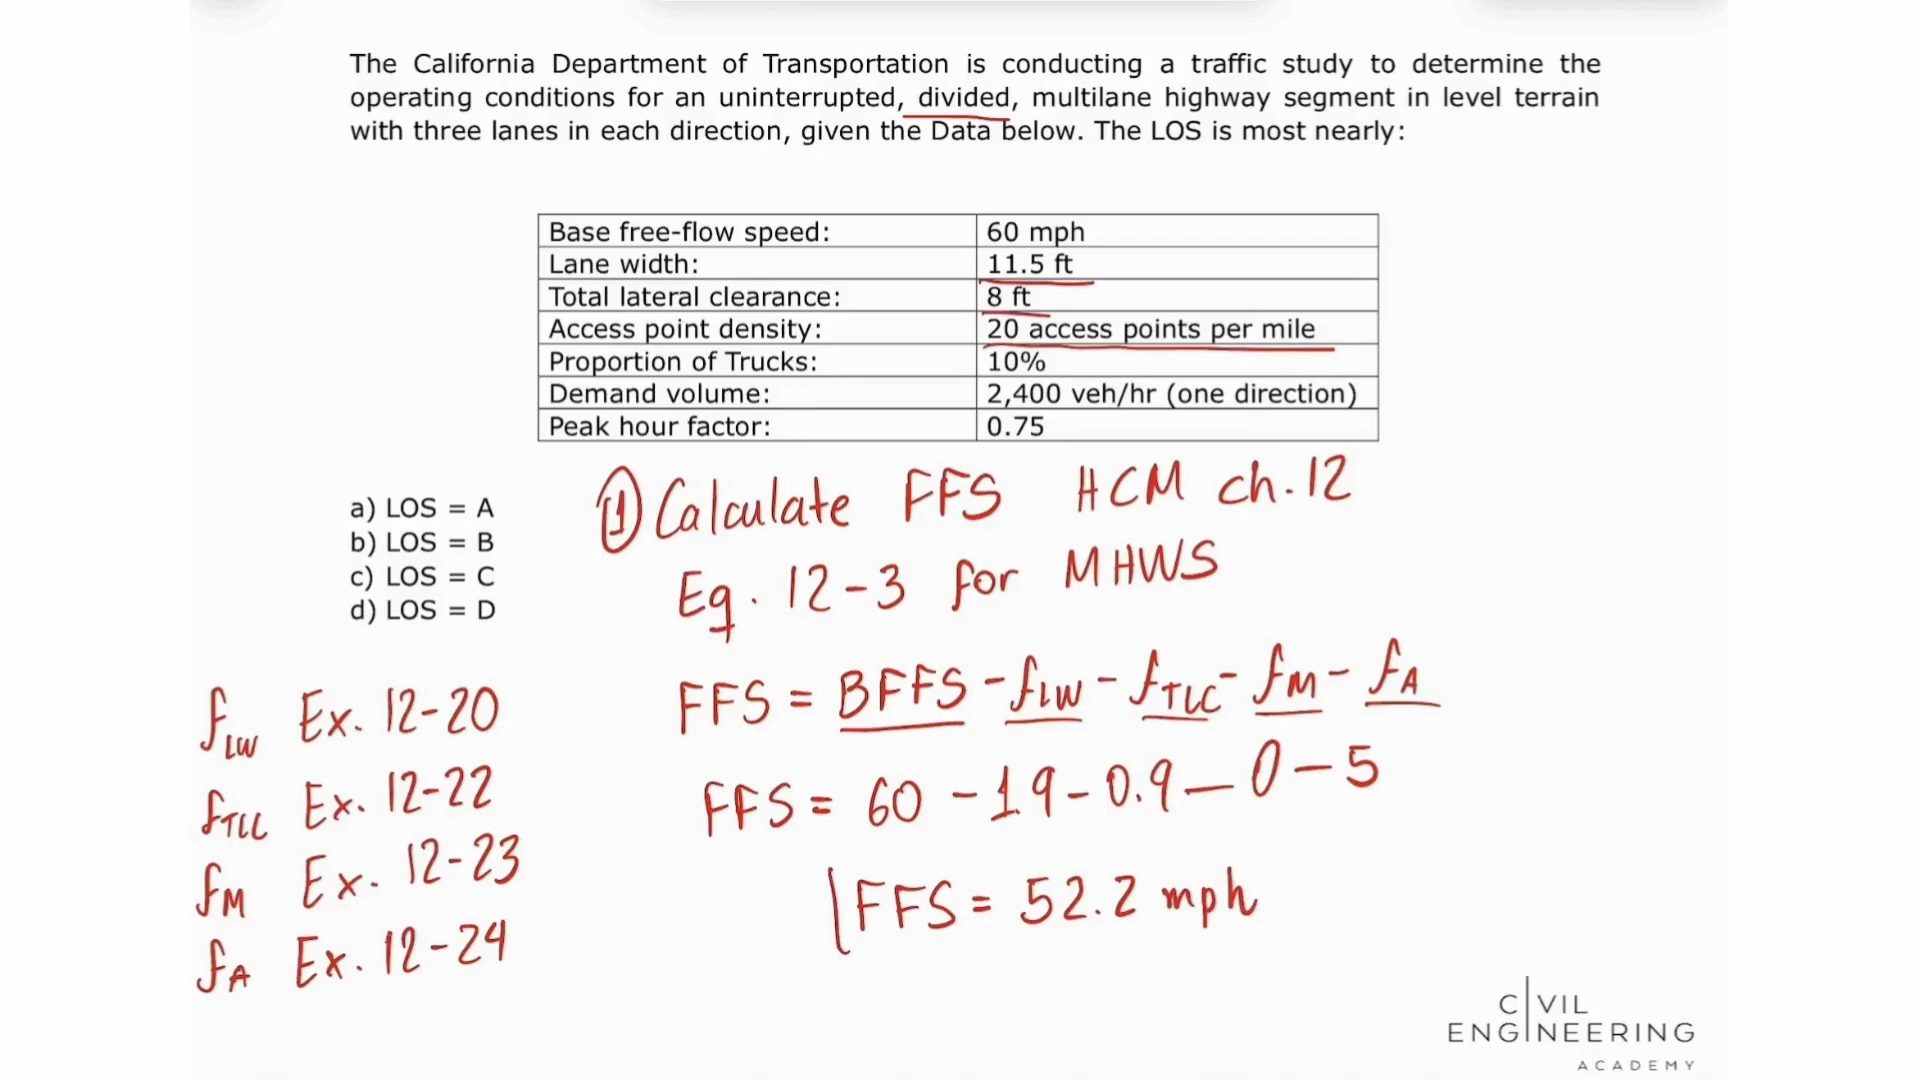 The California Department of Transportation is conducting a traffic study to determine the
operating conditions for an uninterrupted, divided, multilane highway segment in level terrain
with three lanes in each direction, given the Data below. The LOS is most nearly:
Base free-flow speed: 60 mph
Lane width: 11.5 ft
Total lateral clearance: 8 ft
Access point density: 20 access points per mile
Proportion of Trucks: 10%
Demand volume: 2,400 veh/hr (one direction)
Peak hour factor: 0.75
a) LOS = A
b) LOS = B
c) LOS = C
d) LOS = D
① Calculate FFS HCM ch.12
Eq. 12-3 for MHWS
FFS = BFFS - fLW - fTLC - fM - fA
FFS = 60 - 1.9 - 0.9 - 0 - 5
FFS = 52.2 mph
fLW Ex. 12-20
fTLC Ex. 12-22
fM Ex. 12-23
fA Ex. 12-24
CIVIL
ENGINEERING
ACADEMY